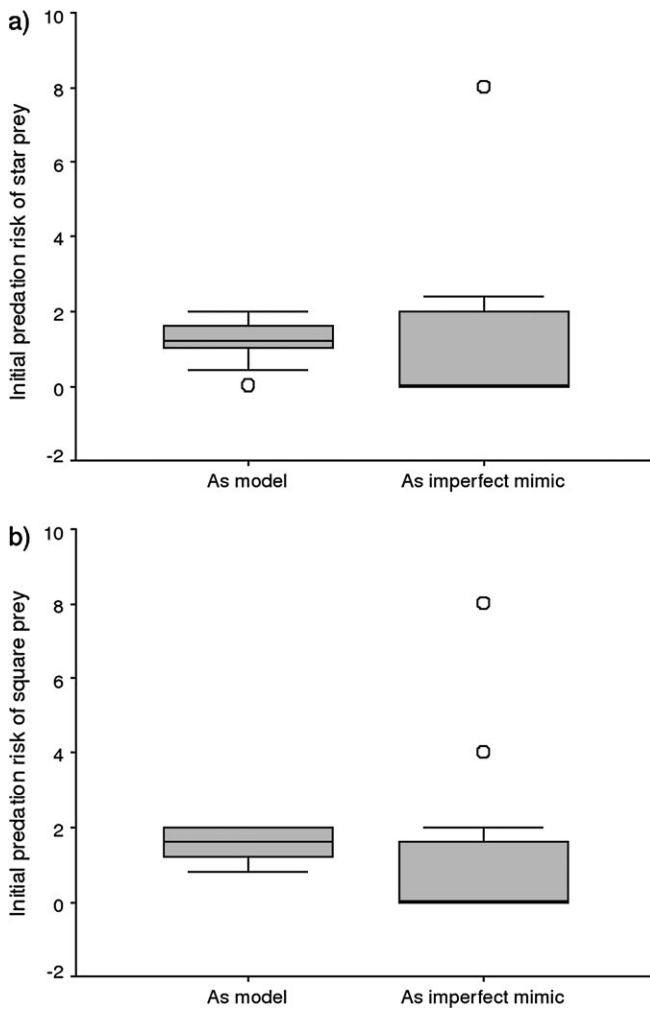 a)
Initial predation risk of star prey
10
8
6
4
2
0
-2
As model As imperfect mimic
b)
Initial predation risk of square prey
10
8
6
4
2
0
-2
As model As imperfect mimic